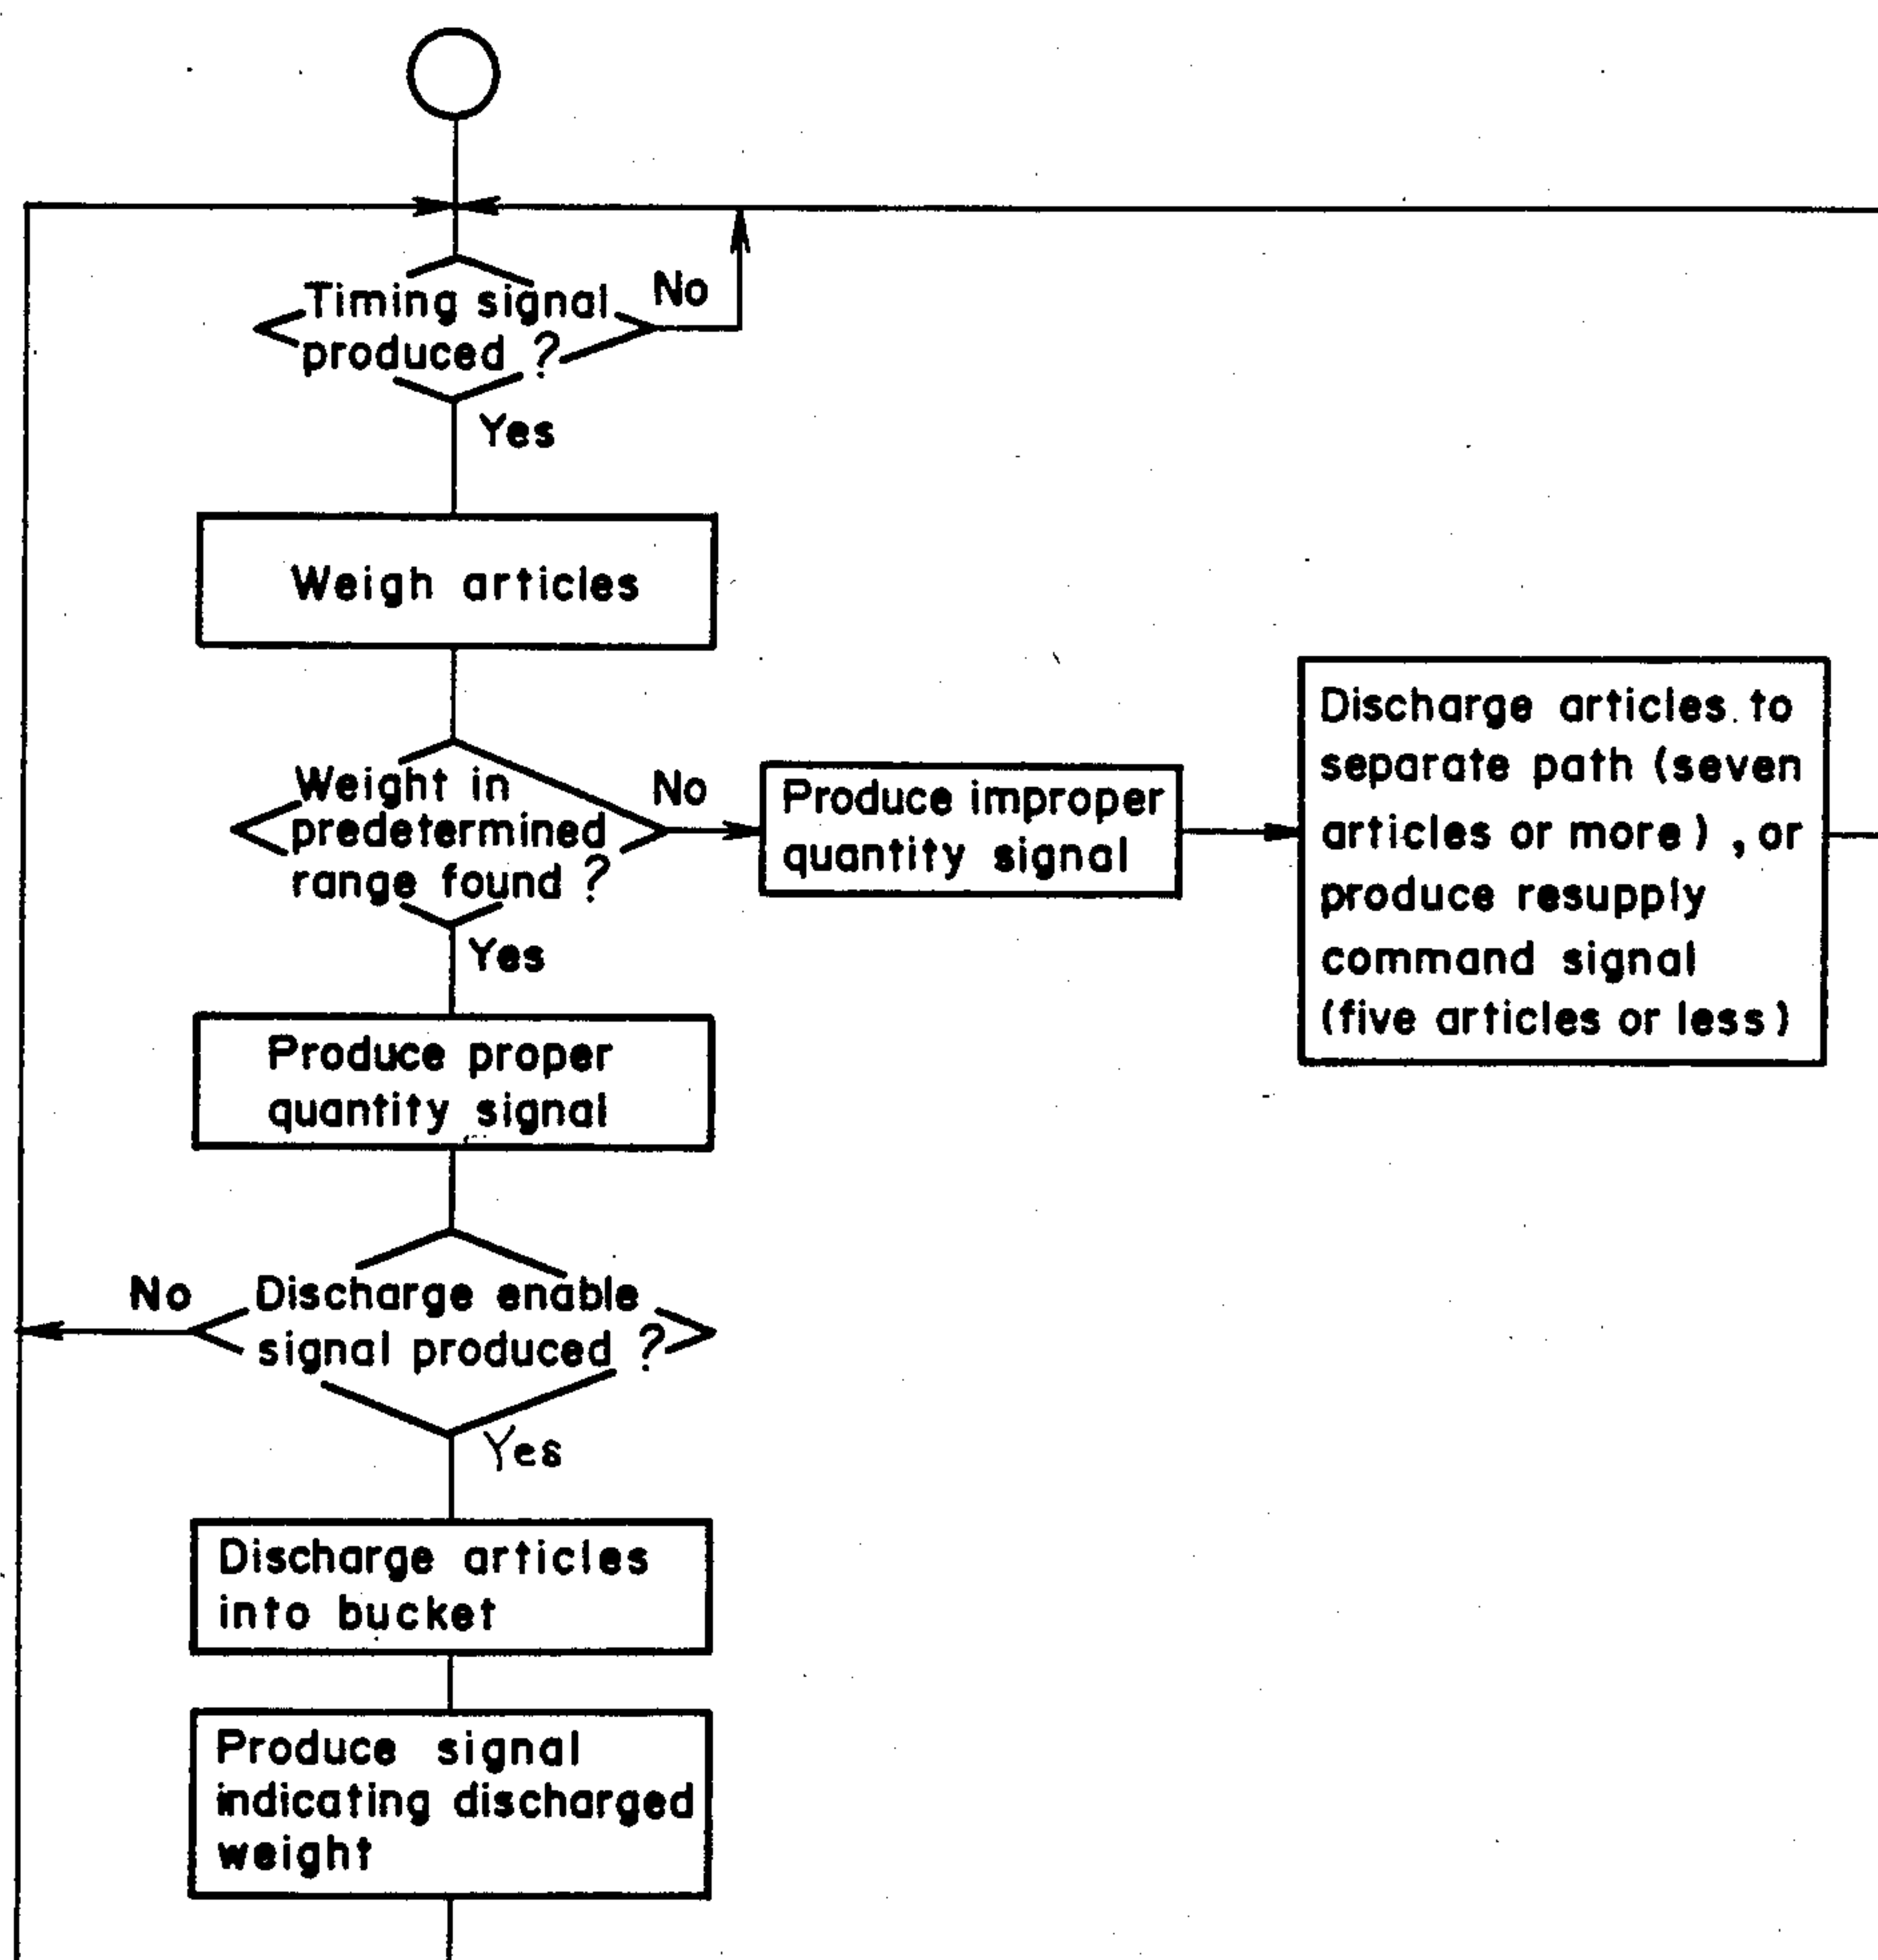 Timing signal
produced ?
No
Yes
Weigh articles
Weight in
predetermined
range found ?
No
Yes
Produce improper
quantity signal
Discharge articles to
separate path (seven
articles or more) , or
produce resupply
command signal
(five articles or less)
Produce proper
quantity signal
Discharge enable
signal produced ?
No
Yes
Discharge articles
into bucket
Produce signal
indicating discharged
weight